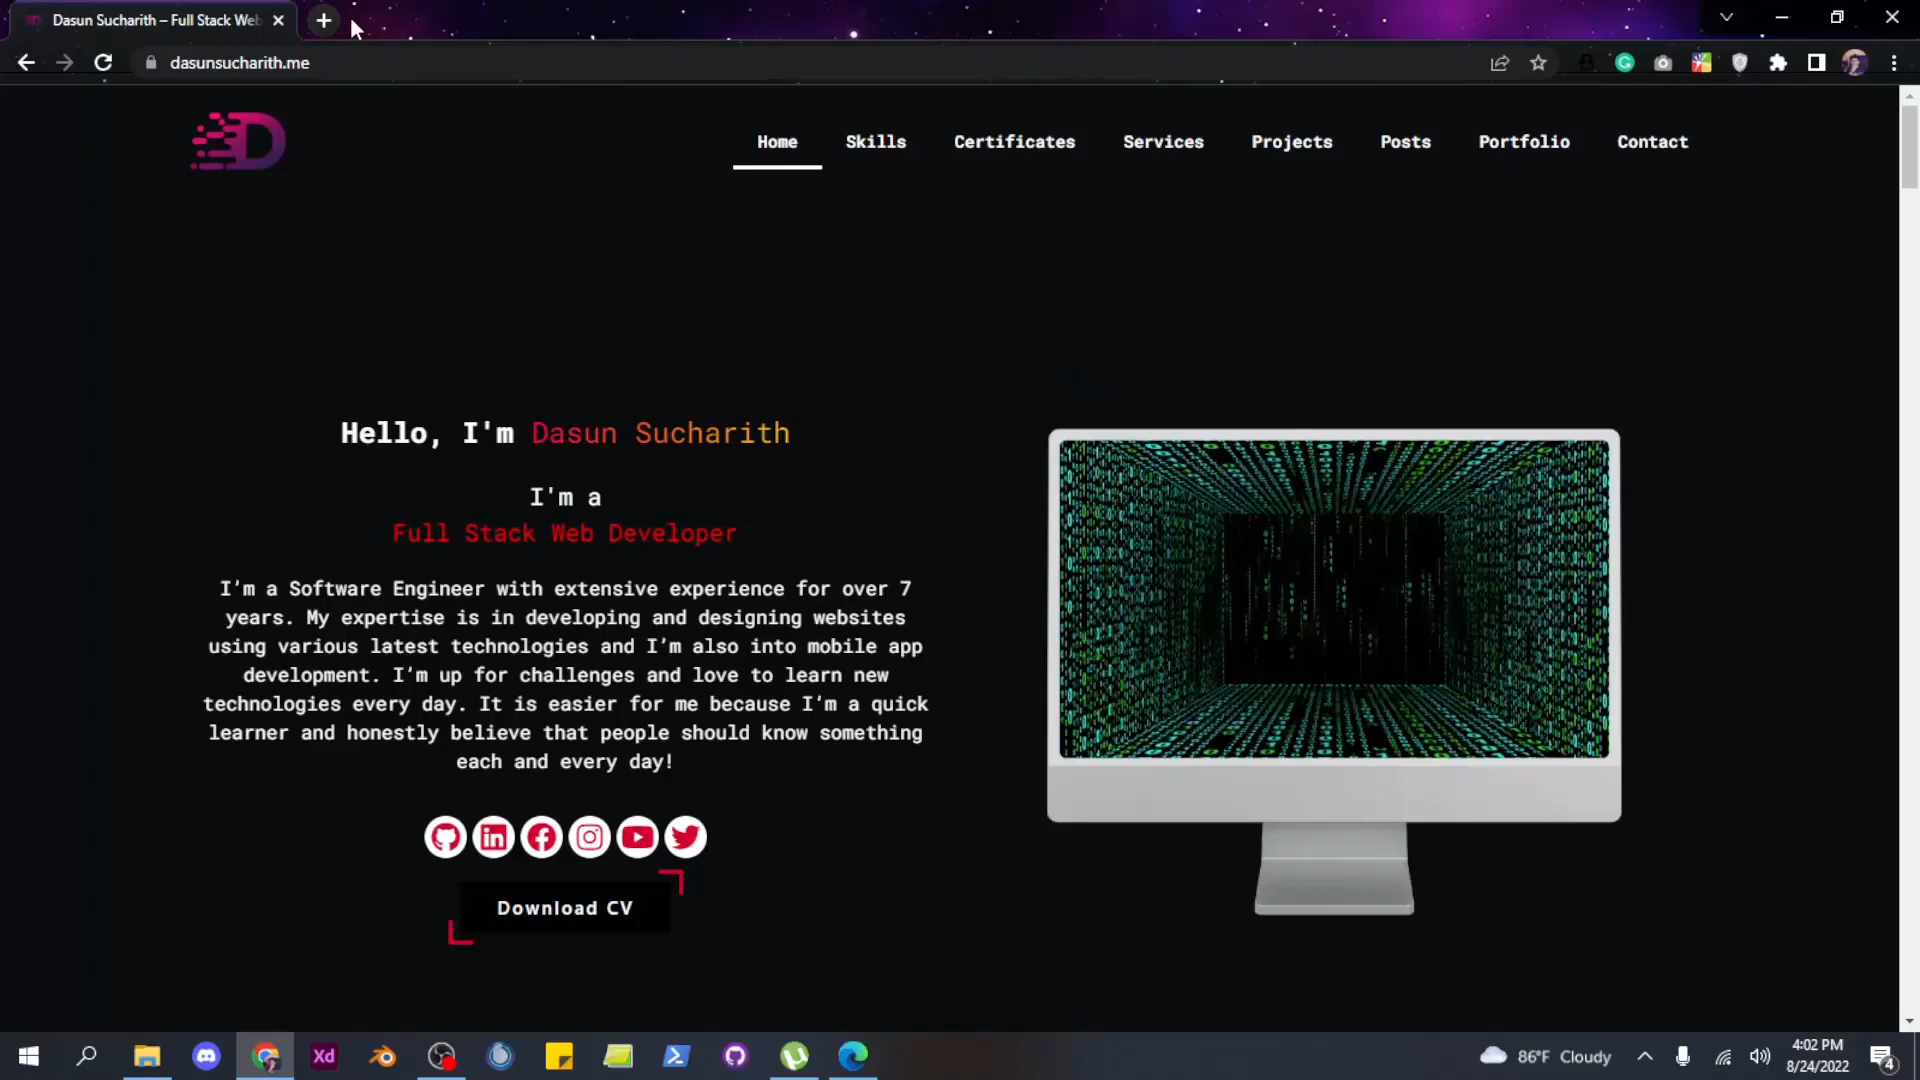 Dasun Sucharith – Full Stack Web
dasunsucharith.me
D
Home Skills Certificates Services Projects Posts Portfolio Contact
Hello, I'm Dasun Sucharith
I'm a
Full Stack Web Developer
I’m a Software Engineer with extensive experience for over 7
years. My expertise is in developing and designing websites
using various latest technologies and I’m also into mobile app
development. I’m up for challenges and love to learn new
technologies every day. It is easier for me because I’m a quick
learner and honestly believe that people should know something
each and every day!
in
Download CV
Xd
86°F Cloudy
4:02 PM
8/24/2022
4